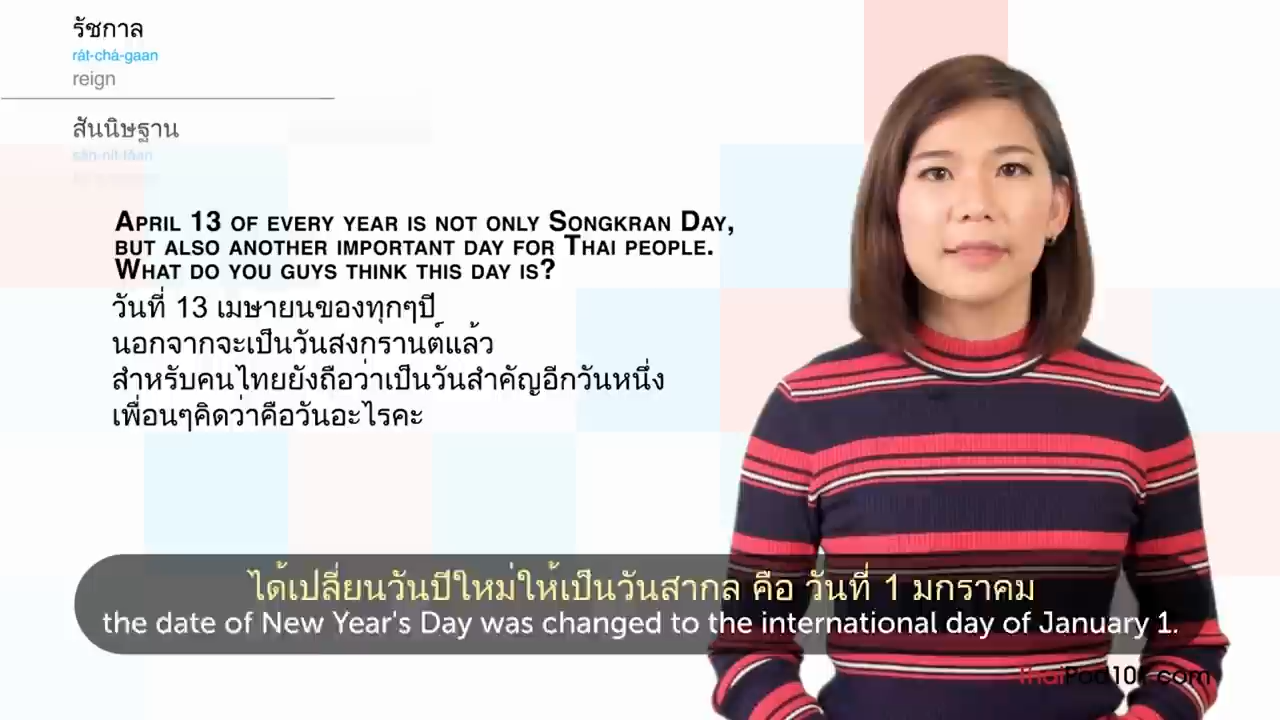 รัชกาล
rát-chá-gaan
reign
สันนิษฐาน
sǎn-nít-tǎan
April 13 of every year is not only Songkran Day,
but also another important day for Thai people.
What do you guys think this day is?
วันที่ 13 เมษายนของทุกๆปี
นอกจากจะเป็นวันสงกรานต์แล้ว
สำหรับคนไทยยังถือว่าเป็นวันสำคัญอีกวันหนึ่ง
เพื่อนๆคิดว่าคือวันอะไรคะ
ได้เปลี่ยนวันปีใหม่ให้เป็นวันสากล คือ วันที่ 1 มกราคม
the date of New Year's Day was changed to the international day of January 1.
thaiPod101.com